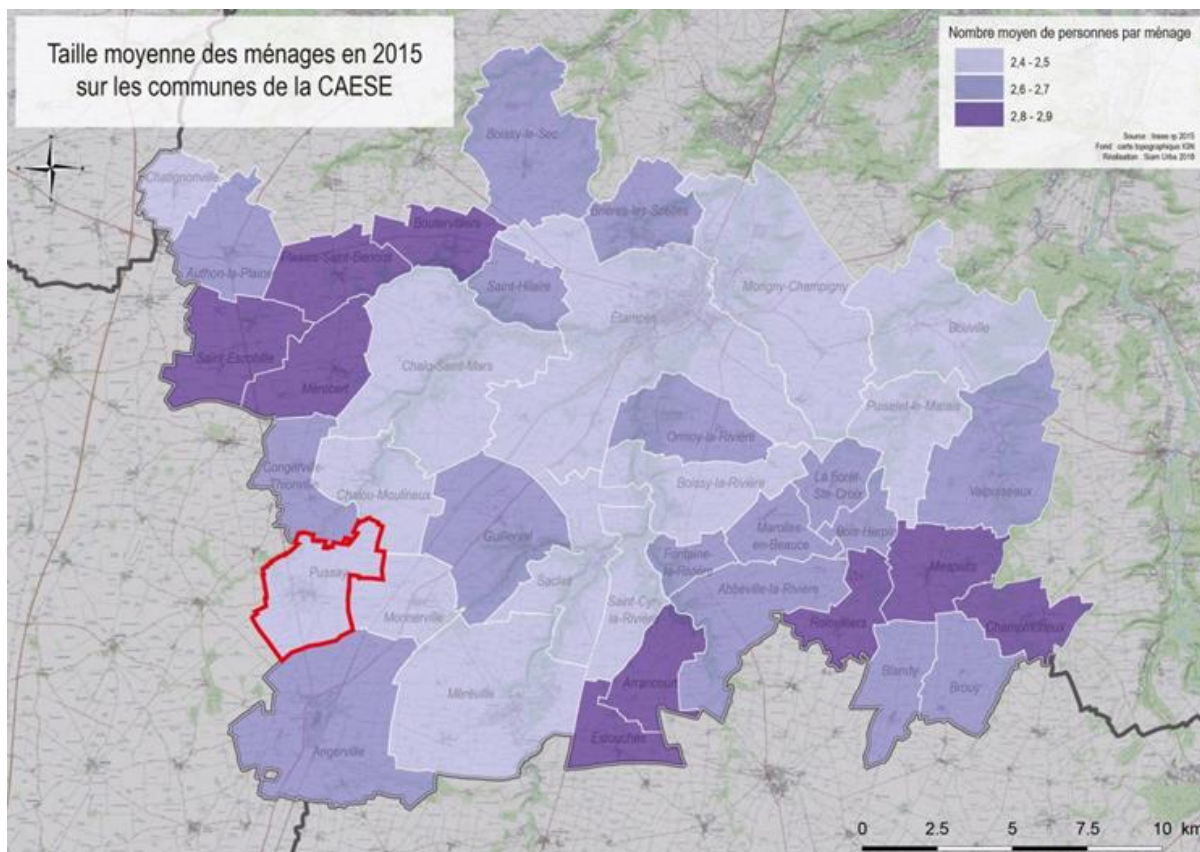 Taille moyenne des ménages en 2015
sur les communes de la CAESE
Nombre moyen de personnes par ménage
2,4 - 2,5
2,6 - 2,7
2,8 - 2,9
Source : Insee rp 2015
Fond : carte topographique IGN
Réalisation : Siam Urba 2018
Boissy-le-Sec
Chatignonville
Brières-les-Scellés
Boutervilliers
Plessis-Saint-Benoist
Authon-la-Plaine
Saint-Hilaire
Morigny-Champigny
Étampes
Bouville
Saint-Escobille
Chalo-Saint-Mars
Mérobert
Puiselet-le-Marais
Ormoy-la-Rivière
Congerville-
Thionville
Boissy-la-Rivière
La Forêt-
Ste-Croix
Valpuiseaux
Chalou-Moulineux
Guillerval
Marolles-
en-Beauce
Bois-Herpin
Fontaine-
la-Rivière
Mespuits
Pussay
Saclas
Abbéville-la-Rivière
Saint-Cyr-
la-Rivière
Monnerville
Roinvilliers
Champmotteux
Blandy
Brouy
Arrancourt
Méréville
Estouches
Angerville
0 2.5 5 7.5 10 km